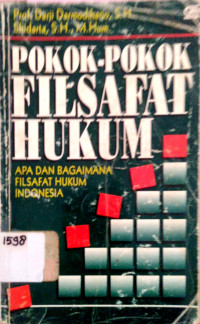 Prof. Darji Darmodiharjo, S.H.
Shidarta, S.H., M.Hum.
POKOK-POKOK
FILSAFAT
HUKUM
APA DAN BAGAIMANA
FILSAFAT HUKUM
INDONESIA
1598